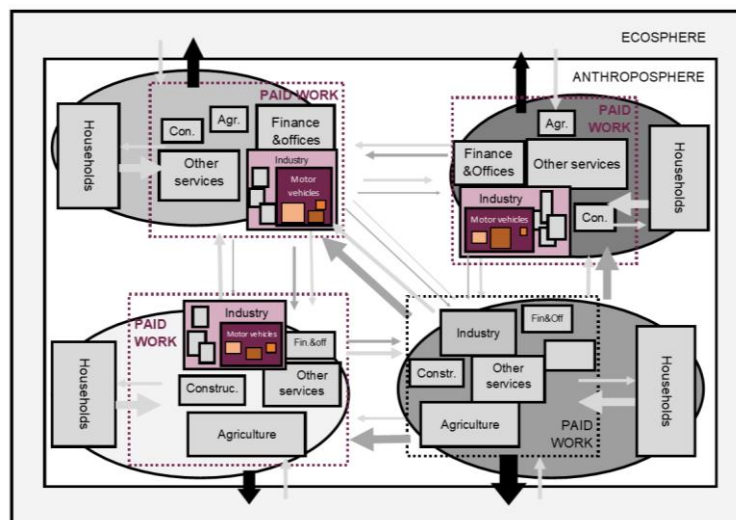 ECOSPHERE
ANTHROPOSPHERE
PAID WORK
Households
Con.
Agr.
Finance
&offices
Other
services
Industry
Motor
vehicles
PAID
WORK
Agr.
Finance
&Offices
Other services
Industry
Motor vehicles
Con.
Households
PAID
WORK
Households
Industry
Motor vehicles
Fin.&off
Construc.
Other
services
Agriculture
Fin&Off
Industry
Constr.
Other
services
Agriculture
PAID
WORK
Households